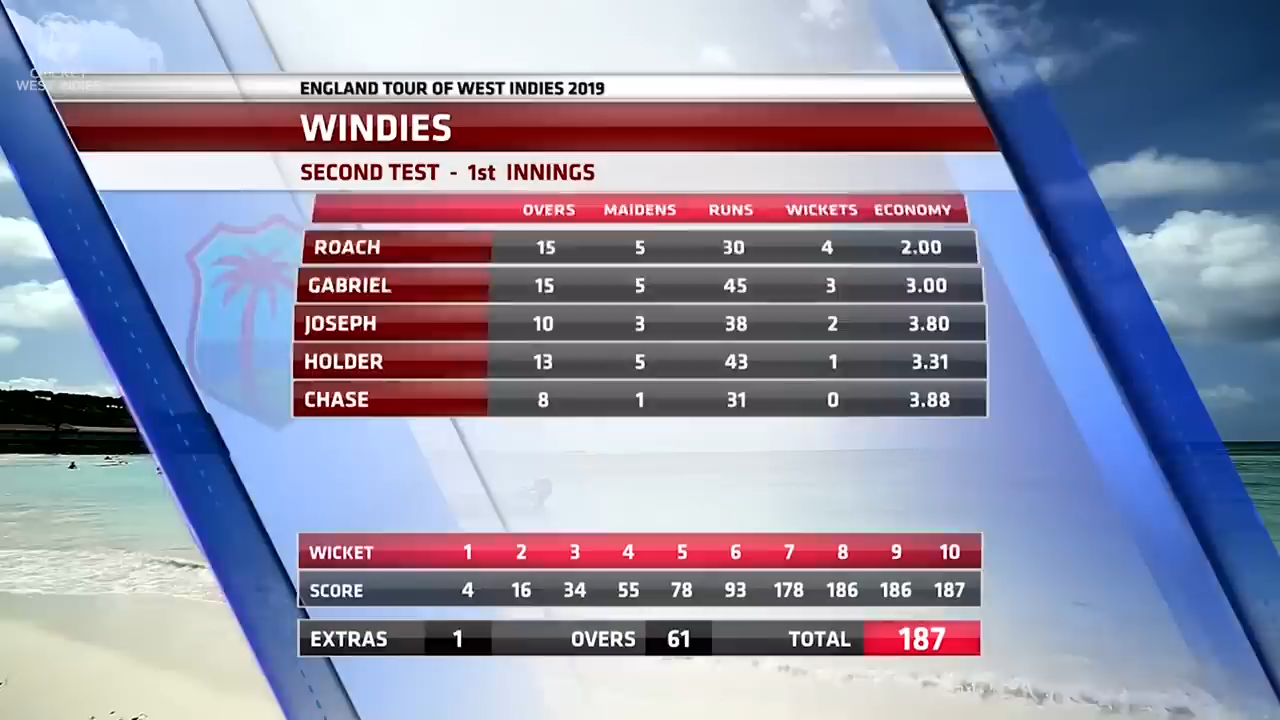 CRICKET
WEST INDIES
ENGLAND TOUR OF WEST INDIES 2019
WINDIES
SECOND TEST - 1st INNINGS
OVERS MAIDENS RUNS WICKETS ECONOMY
ROACH 15 5 30 4 2.00
GABRIEL 15 5 45 3 3.00
JOSEPH 10 3 38 2 3.80
HOLDER 13 5 43 1 3.31
CHASE 8 1 31 0 3.88
WICKET 1 2 3 4 5 6 7 8 9 10
SCORE 4 16 34 55 78 93 178 186 186 187
EXTRAS 1 OVERS 61 TOTAL 187